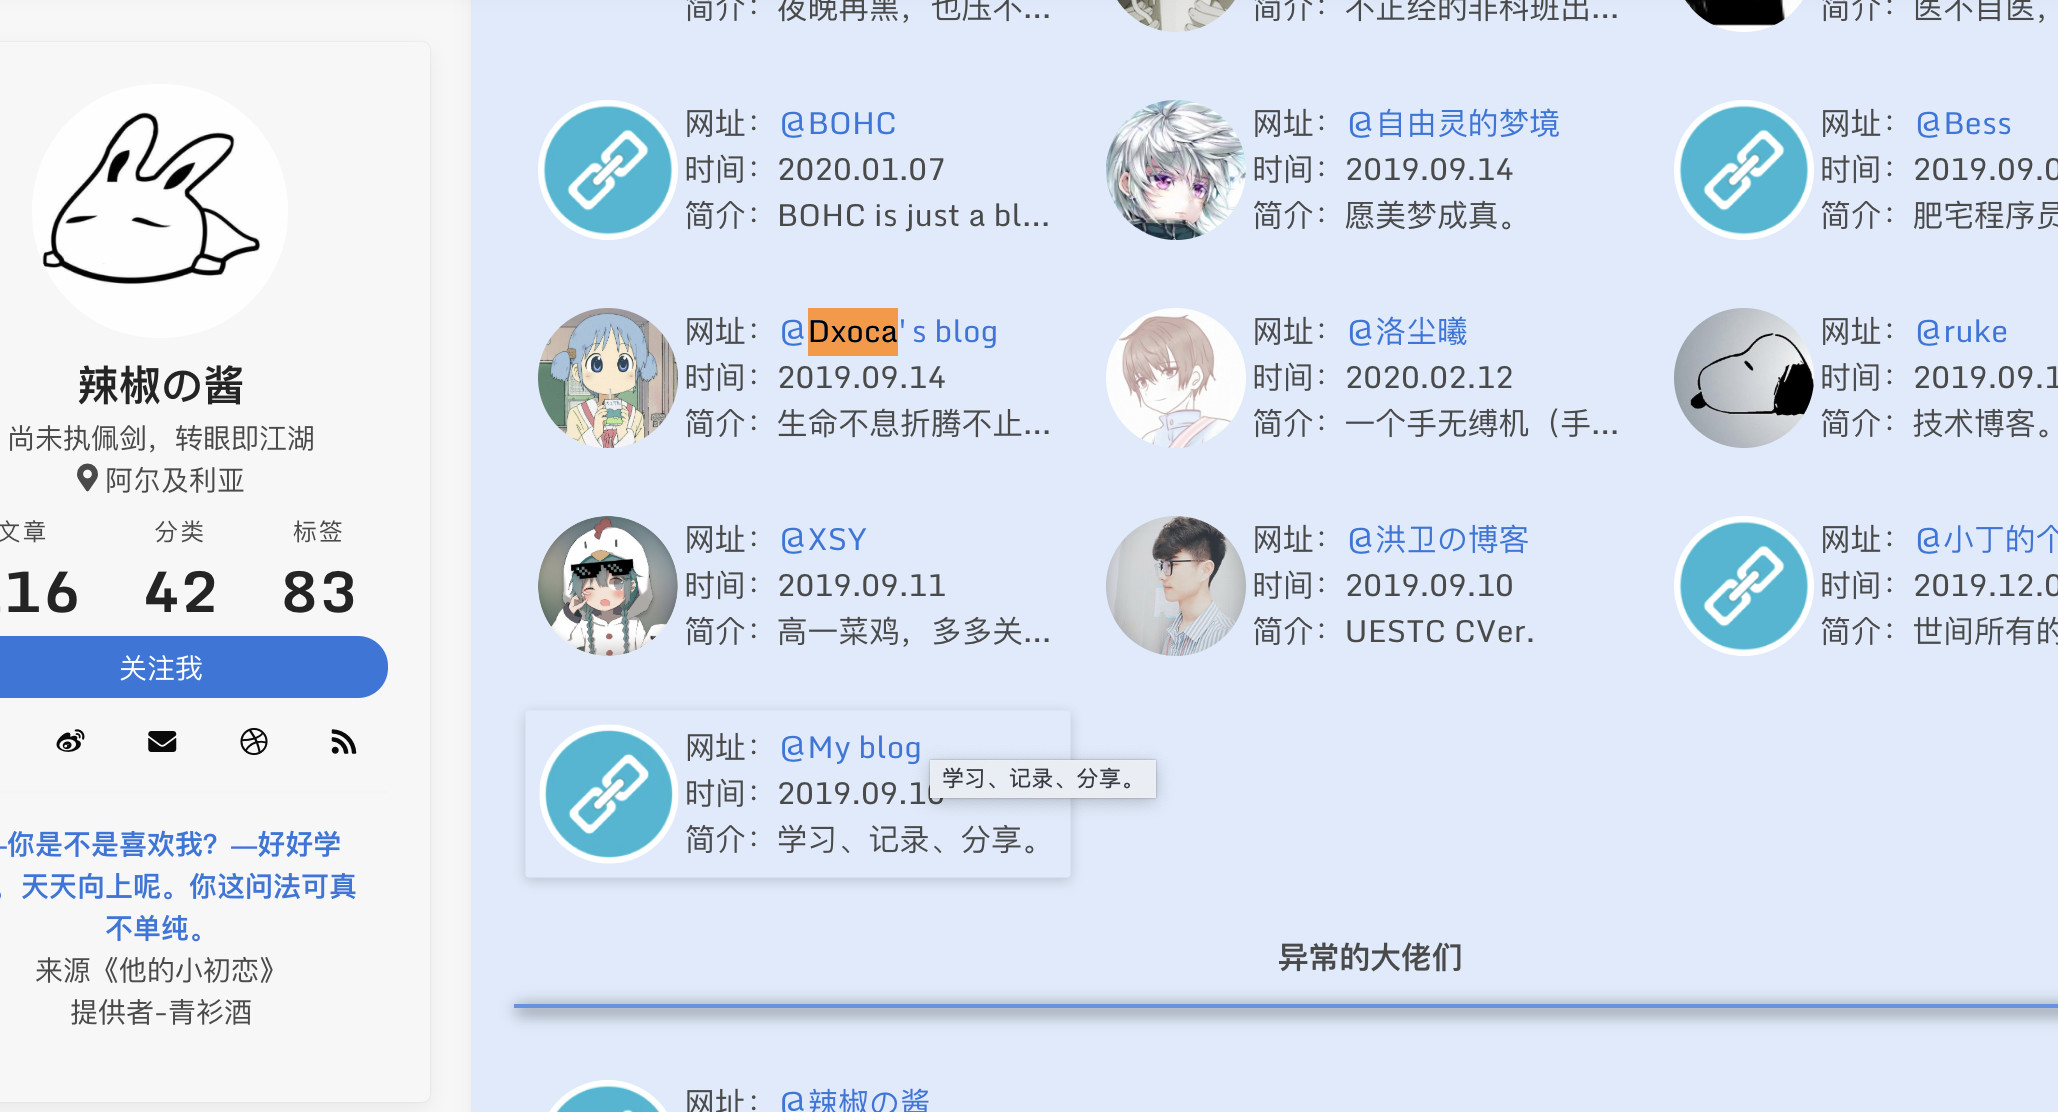 辣椒の酱
尚未执佩剑，转眼即江湖
阿尔及利亚
文章 分类 标签
16 42 83
关注我
你是不是喜欢我？—好好学
，天天向上呢。你这问法可真
不单纯。
来源《他的小初恋》
提供者-青衫酒
简介：夜晚再黑，也压不...
简介：不正经的非科班出...
简介：医不自医，
网址：@BOHC
时间：2020.01.07
简介：BOHC is just a bl...
网址：@自由灵的梦境
时间：2019.09.14
简介：愿美梦成真。
网址：@Bess
时间：2019.09.0
简介：肥宅程序员
网址：@Dxoca's blog
时间：2019.09.14
简介：生命不息折腾不止...
网址：@洛尘曦
时间：2020.02.12
简介：一个手无缚机（手...
网址：@ruke
时间：2019.09.1
简介：技术博客。
网址：@XSY
时间：2019.09.11
简介：高一菜鸡，多多关...
网址：@洪卫の博客
时间：2019.09.10
简介：UESTC CVer.
网址：@小丁的个
时间：2019.12.0
简介：世间所有的
网址：@My blog
时间：2019.09.10
简介：学习、记录、分享。
学习、记录、分享。
异常的大佬们
网址：@辣椒の酱